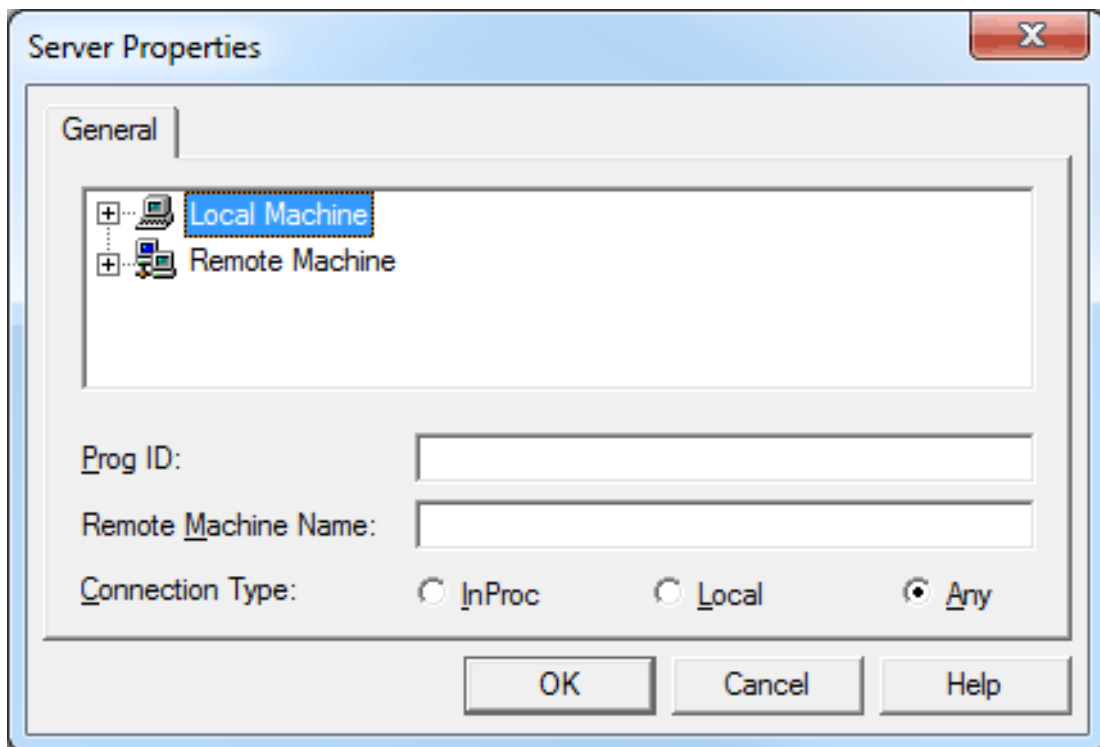 Server Properties
General
Local Machine
Remote Machine
Prog ID:
Remote Machine Name:
Connection Type: InProc Local Any
OK Cancel Help